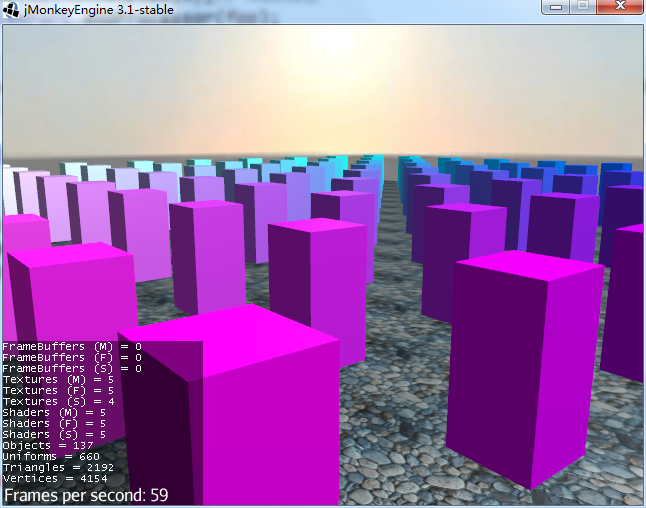 jMonkeyEngine 3.1-stable
FrameBuffers (M) = 0
FrameBuffers (F) = 0
FrameBuffers (S) = 0
Textures (M) = 5
Textures (F) = 5
Textures (S) = 4
Shaders (M) = 5
Shaders (F) = 5
Shaders (S) = 5
Objects = 137
Uniforms = 660
Triangles = 2192
Vertices = 4154
Frames per second: 59